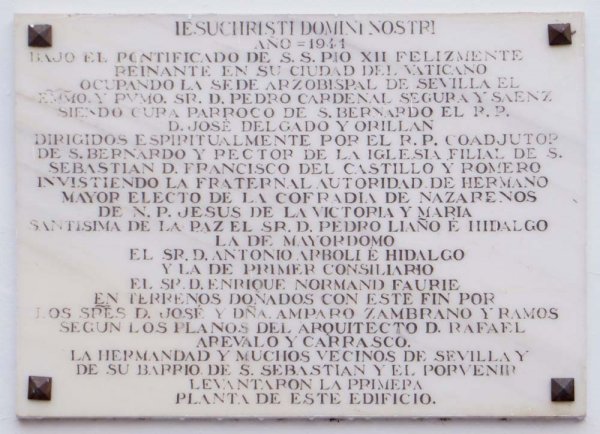 IESUCHRISTI DOMINI NOSTRI
AÑO = 1941
BAJO EL PONTIFICADO DE S.S. PIO XII FELIZMENTE
REINANTE EN SU CIUDAD DEL VATICANO
OCUPANDO LA SEDE ARZOBISPAL DE SEVILLA EL
EMMO. Y RVMO. SR. D. PEDRO CARDENAL SEGURA Y SAENZ
SIENDO CURA PARROCO DE S. BERNARDO EL R.P.
D. JOSÉ DELGADO Y ORILLAN
DIRIGIDOS ESPIRITUALMENTE POR EL R.P. COADJUTOR
DE S. BERNARDO Y RECTOR DE LA IGLESIA FILIAL DE S.
SEBASTIAN D. FRANCISCO DEL CASTILLO Y ROMERO
INVISTIENDO LA FRATERNAL AUTORIDAD DE HERMANO
MAYOR ELECTO DE LA COFRADIA DE NAZARENOS
DE N.P. JESUS DE LA VICTORIA Y MARIA
SANTISIMA DE LA PAZ EL SR. D. PEDRO LIAÑO É HIDALGO
LA DE MAYORDOMO
EL SR. D. ANTONIO ARBOLI É HIDALGO
Y LA DE PRIMER CONSILIARIO
EL SR. D. ENRIQUE NORMAND FAURIE
EN TERRENOS DOÑADOS CON ESTE FIN POR
LOS SRES D. JOSÉ Y DÑA. AMPARO ZAMBRANO Y RAMOS
SEGUN LOS PLANOS DEL ARQUITECTO D. RAFAEL
AREVALO Y CARRASCO.
LA HERMANDAD Y MUCHOS VECINOS DE SEVILLA Y
DE SU BARRIO DE S. SEBASTIAN Y EL PORVENIR
LEVANTARON LA PRIMERA
PLANTA DE ESTE EDIFICIO.